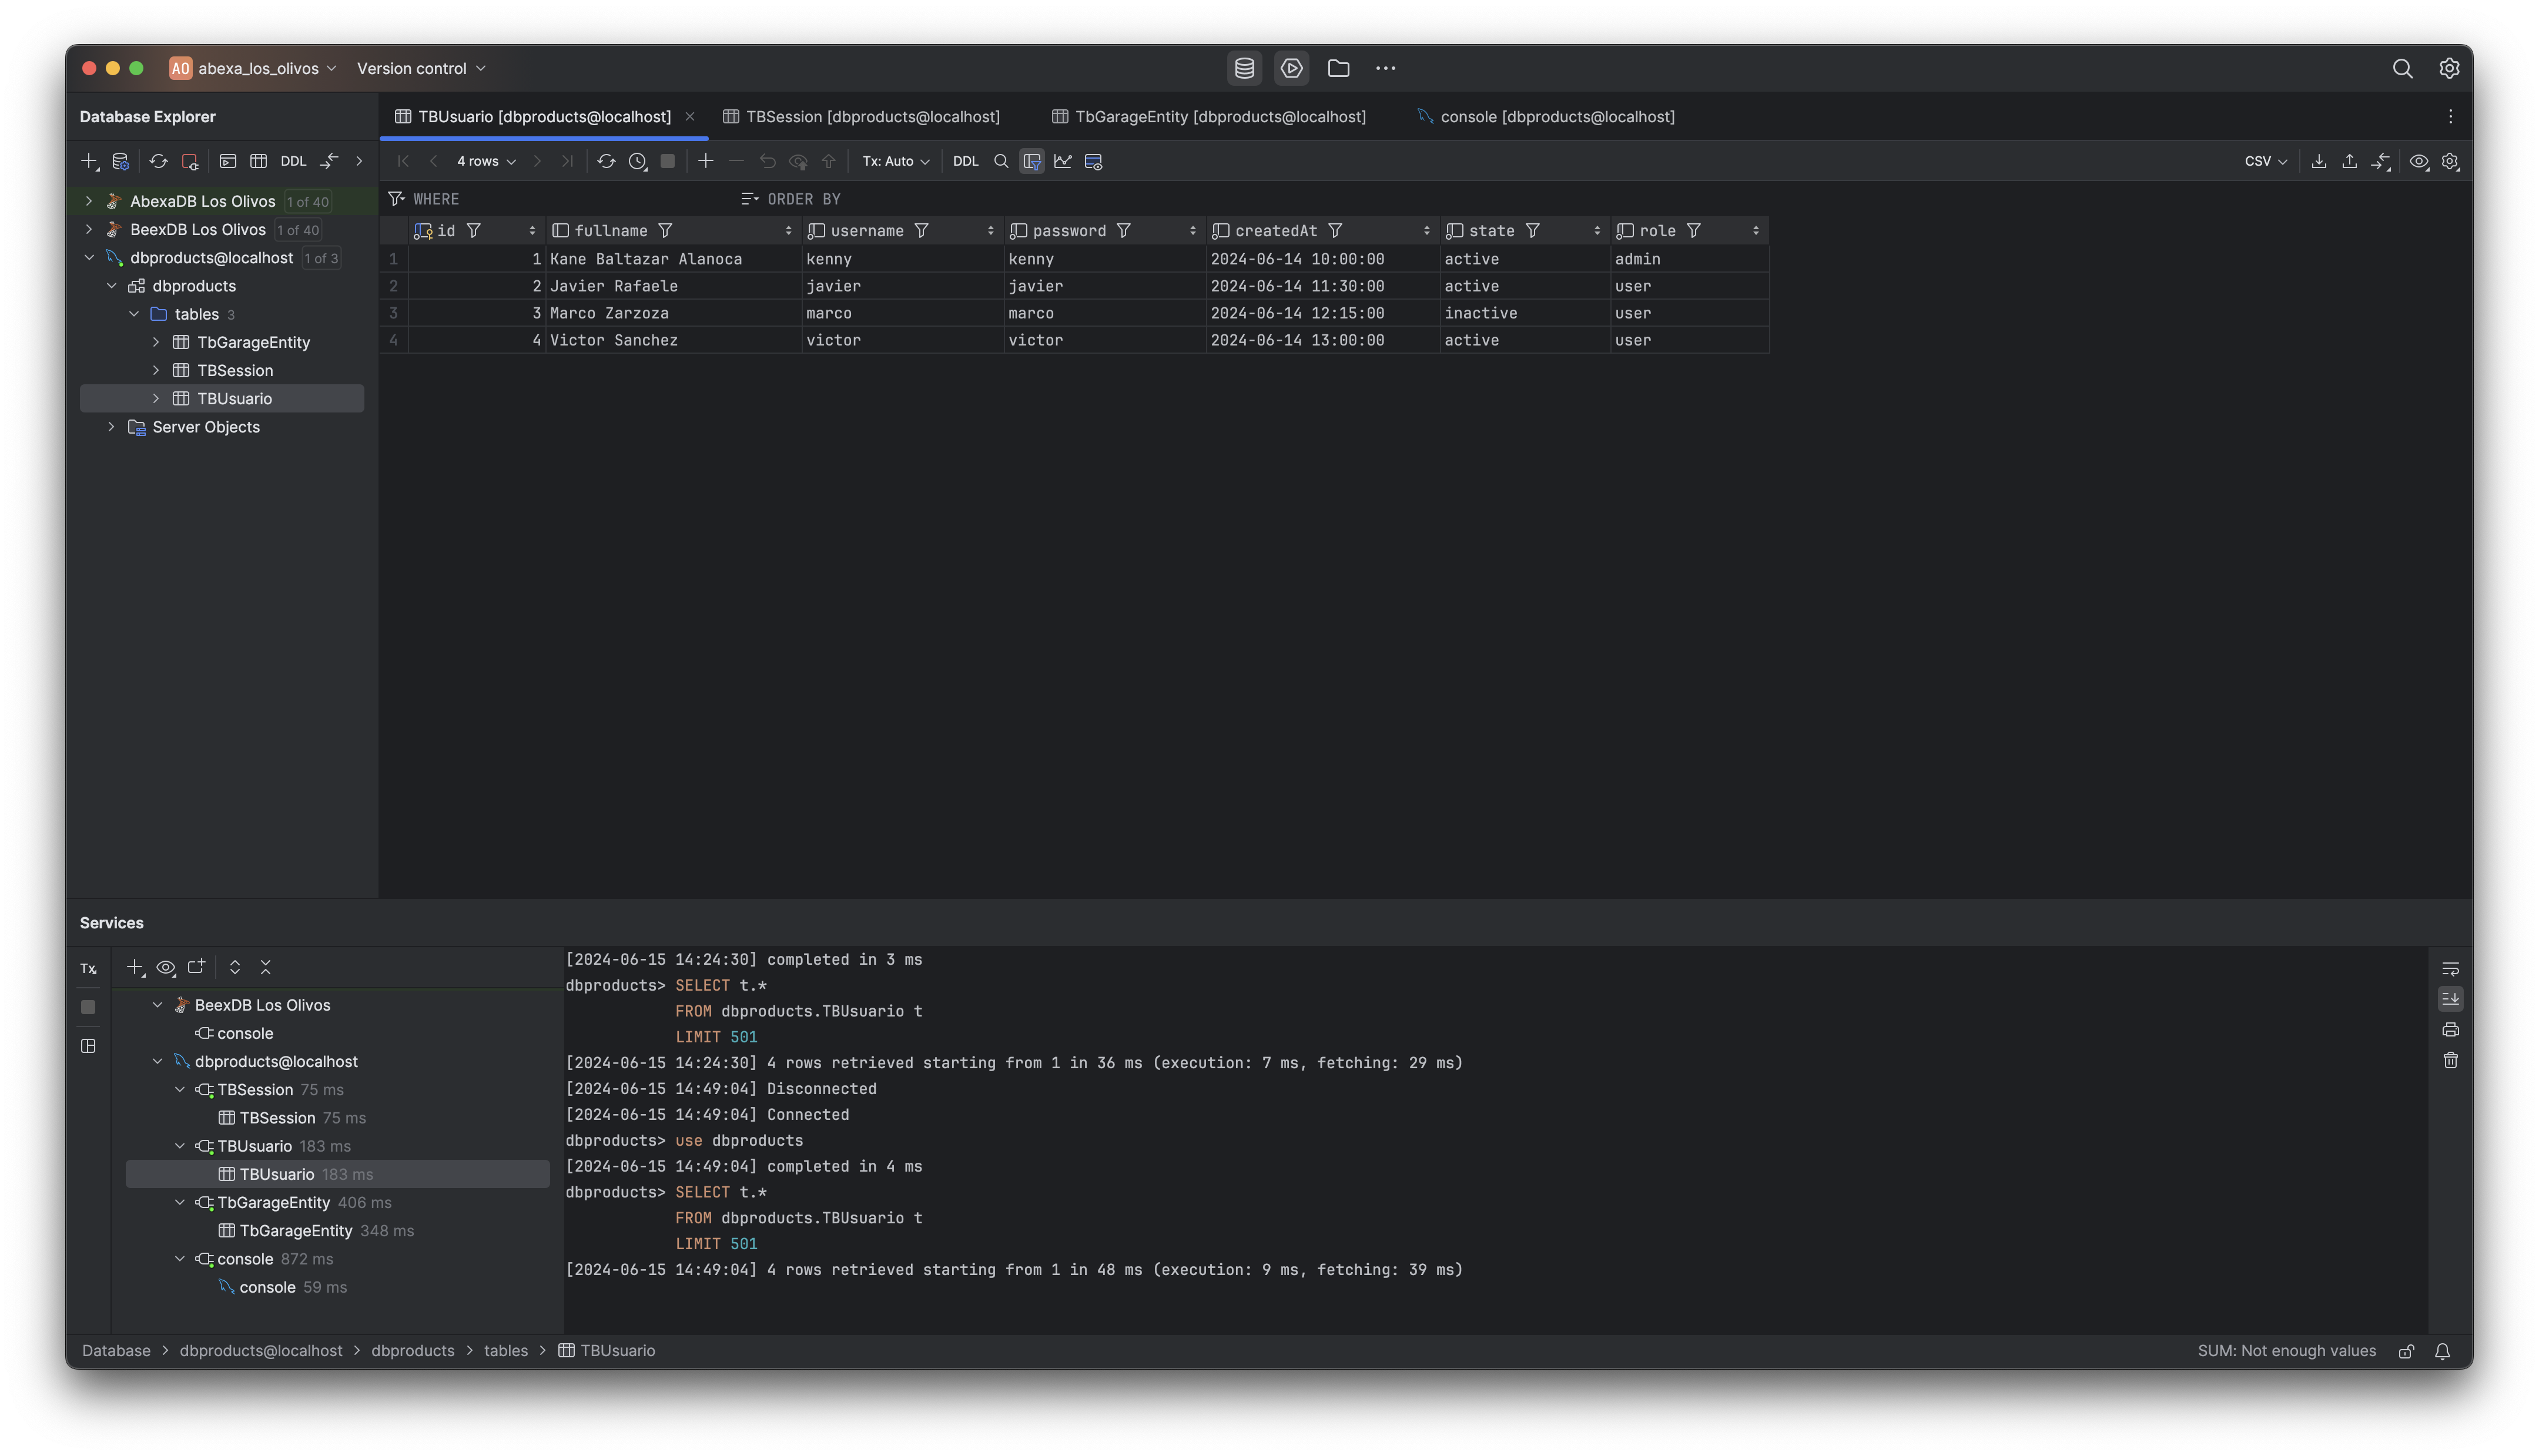 AO abexa_los_olivos Version control
Database Explorer
TBUsuario [dbproducts@localhost] TBSession [dbproducts@localhost] TbGarageEntity [dbproducts@localhost] console [dbproducts@localhost]
DDL
4 rows Tx: Auto DDL CSV
AbexaDB Los Olivos 1 of 40
BeexDB Los Olivos 1 of 40
dbproducts@localhost 1 of 3
dbproducts
tables 3
TbGarageEntity
TBSession
TBUsuario
Server Objects
WHERE ORDER BY
id fullname username password createdAt state role
1 1 Kane Baltazar Alanoca kenny kenny 2024-06-14 10:00:00 active admin
2 2 Javier Rafaele javier javier 2024-06-14 11:30:00 active user
3 3 Marco Zarzoza marco marco 2024-06-14 12:15:00 inactive user
4 4 Victor Sanchez victor victor 2024-06-14 13:00:00 active user
Services
Tx
BeexDB Los Olivos
console
dbproducts@localhost
TBSession 75 ms
TBSession 75 ms
TBUsuario 183 ms
TBUsuario 183 ms
TbGarageEntity 406 ms
TbGarageEntity 348 ms
console 872 ms
console 59 ms
[2024-06-15 14:24:30] completed in 3 ms
dbproducts> SELECT t.*
FROM dbproducts.TBUsuario t
LIMIT 501
[2024-06-15 14:24:30] 4 rows retrieved starting from 1 in 36 ms (execution: 7 ms, fetching: 29 ms)
[2024-06-15 14:49:04] Disconnected
[2024-06-15 14:49:04] Connected
dbproducts> use dbproducts
[2024-06-15 14:49:04] completed in 4 ms
dbproducts> SELECT t.*
FROM dbproducts.TBUsuario t
LIMIT 501
[2024-06-15 14:49:04] 4 rows retrieved starting from 1 in 48 ms (execution: 9 ms, fetching: 39 ms)
Database > dbproducts@localhost > dbproducts > tables > TBUsuario
SUM: Not enough values